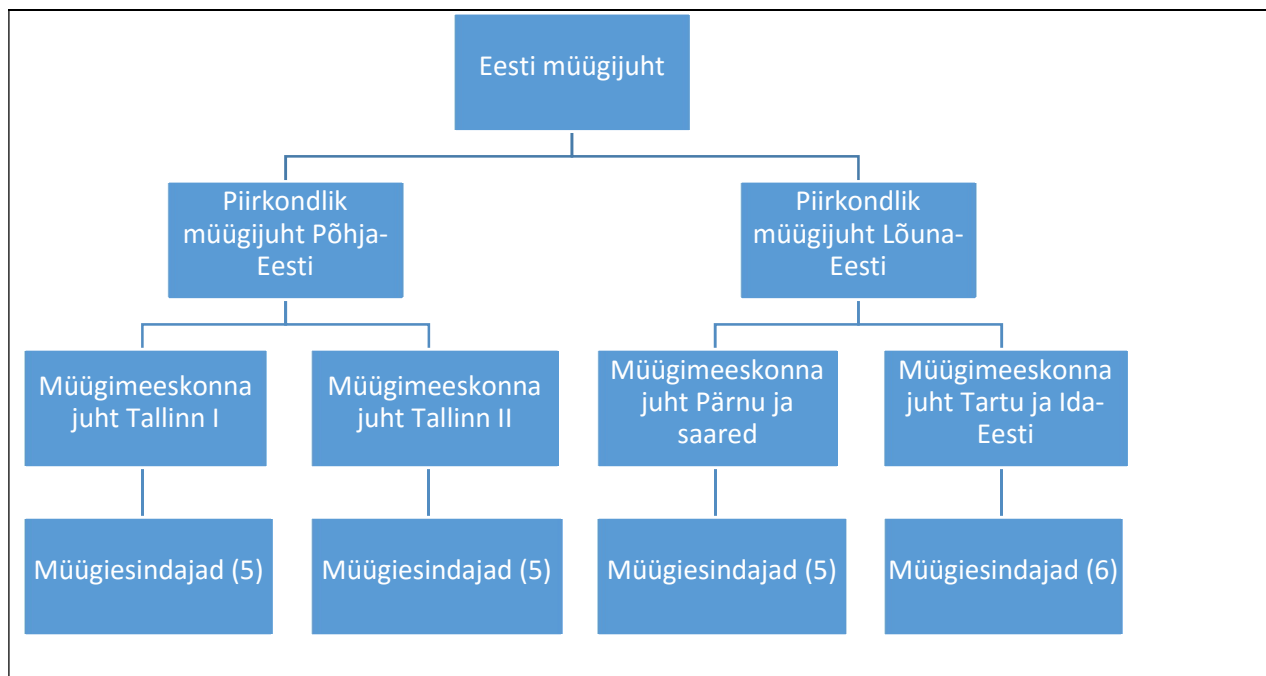 Eesti müügijuht
Piirkondlik
müügijuht Põhja-
Eesti
Piirkondlik
müügijuht Lõuna-
Eesti
Müügimeeskonna
juht Tallinn I
Müügimeeskonna
juht Tallinn II
Müügimeeskonna
juht Pärnu ja
saared
Müügimeeskonna
juht Tartu ja Ida-
Eesti
Müügiesindajad (5)
Müügiesindajad (5)
Müügiesindajad (5)
Müügiesindajad (6)